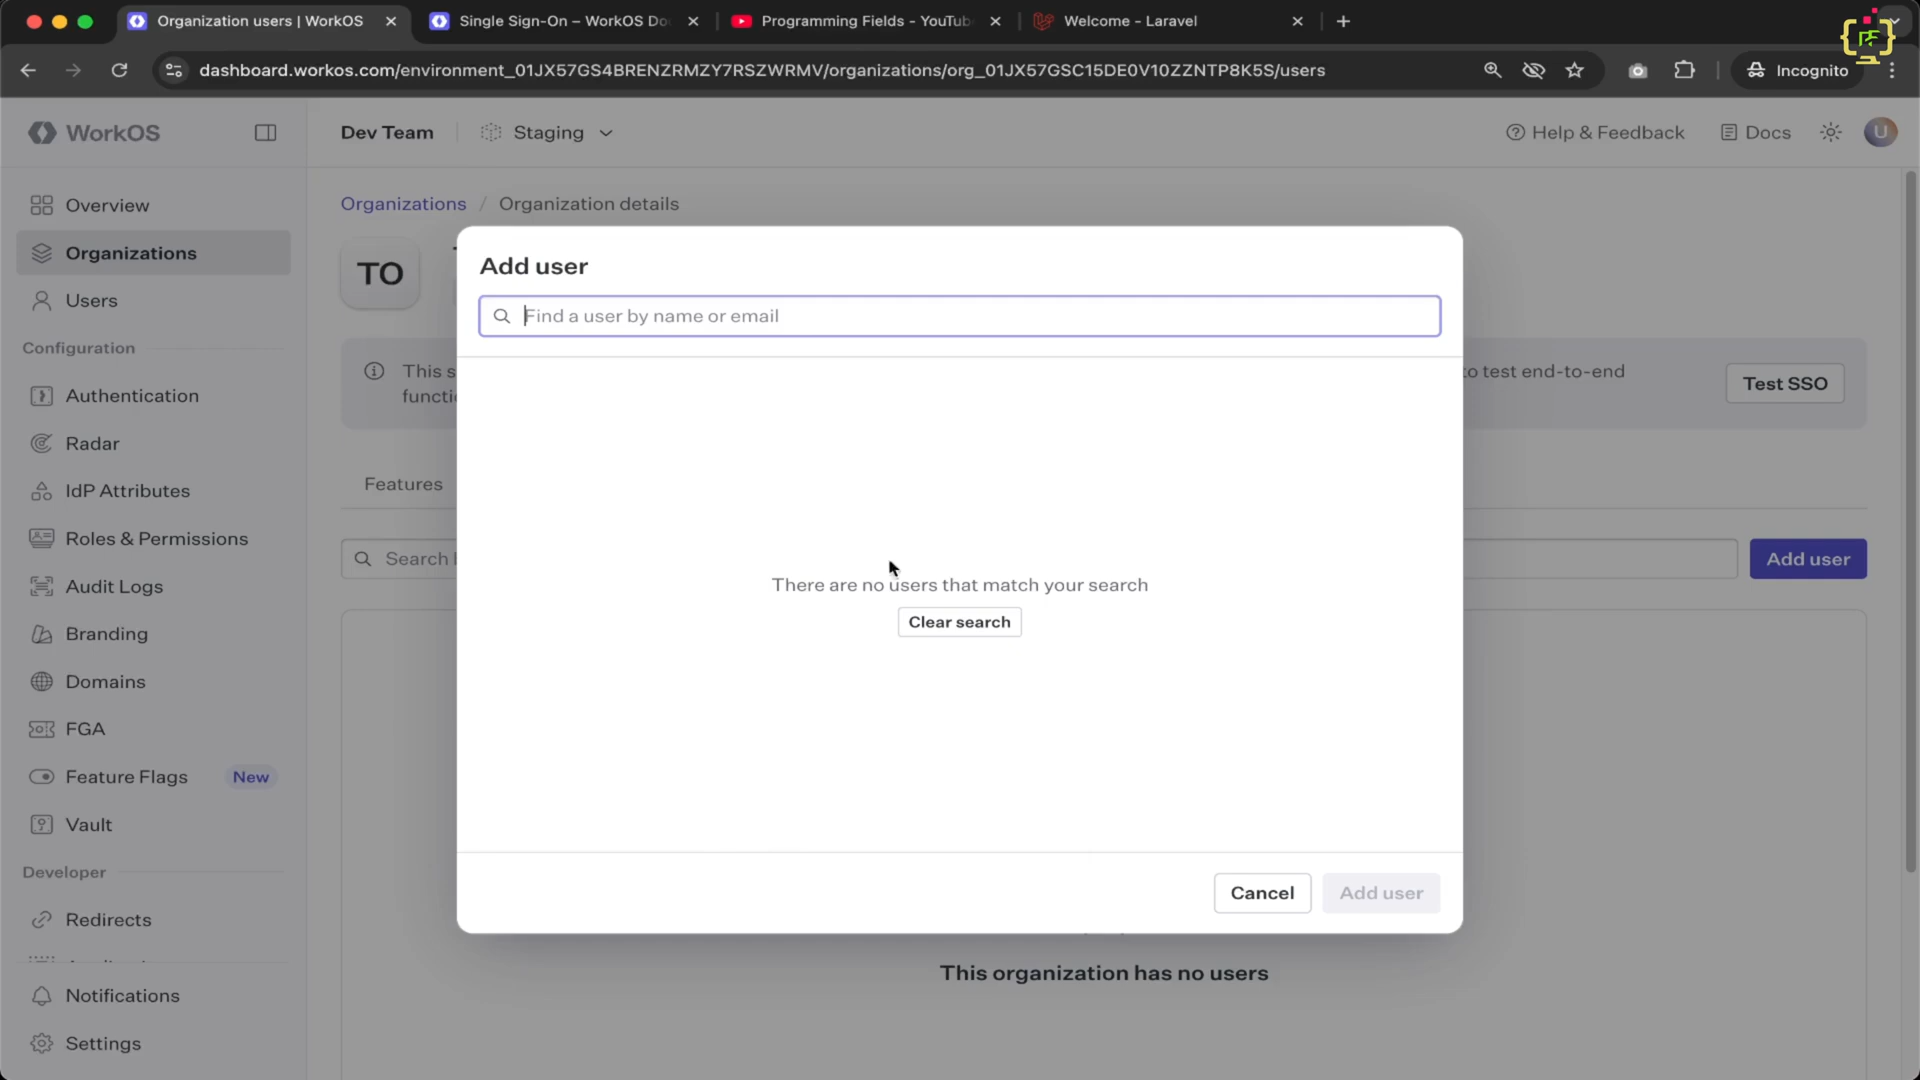 Organization users | WorkOS
Single Sign-On – WorkOS Do
Programming Fields - YouTub
Welcome - Laravel
dashboard.workos.com/environment_01JX57GS4BRENZRMZY7RSZWRMV/organizations/org_01JX57GSC15DE0V10ZZNTP8K5S/users
Incognito
WorkOS
Dev Team
Staging
Help & Feedback
Docs
U
Overview
Organizations
Users
Configuration
Authentication
Radar
IdP Attributes
Roles & Permissions
Audit Logs
Branding
Domains
FGA
Feature Flags New
Vault
Developer
Redirects
Notifications
Settings
Organizations / Organization details
TO
This s
functi
to test end-to-end
Test SSO
Features
Search
Add user
Add user
Find a user by name or email
There are no users that match your search
Clear search
Cancel
Add user
This organization has no users